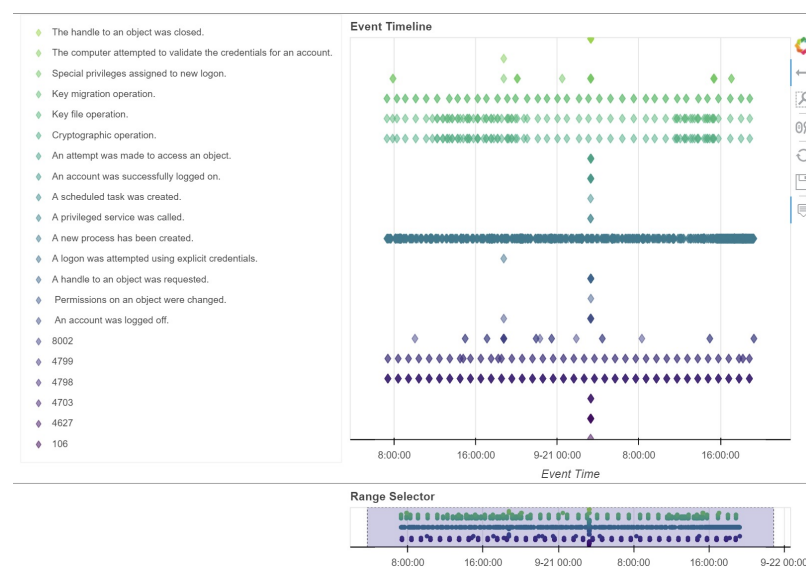 The handle to an object was closed.
The computer attempted to validate the credentials for an account.
Special privileges assigned to new logon.
Key migration operation.
Key file operation.
Cryptographic operation.
An attempt was made to access an object.
An account was successfully logged on.
A scheduled task was created.
A privileged service was called.
A new process has been created.
A logon was attempted using explicit credentials.
A handle to an object was requested.
Permissions on an object were changed.
An account was logged off.
8002
4799
4798
4703
4627
106
Event Timeline
8:00:00 16:00:00 9-21 00:00 8:00:00 16:00:00
Event Time
Range Selector
8:00:00 16:00:00 9-21 00:00 8:00:00 16:00:00 9-22 00:00